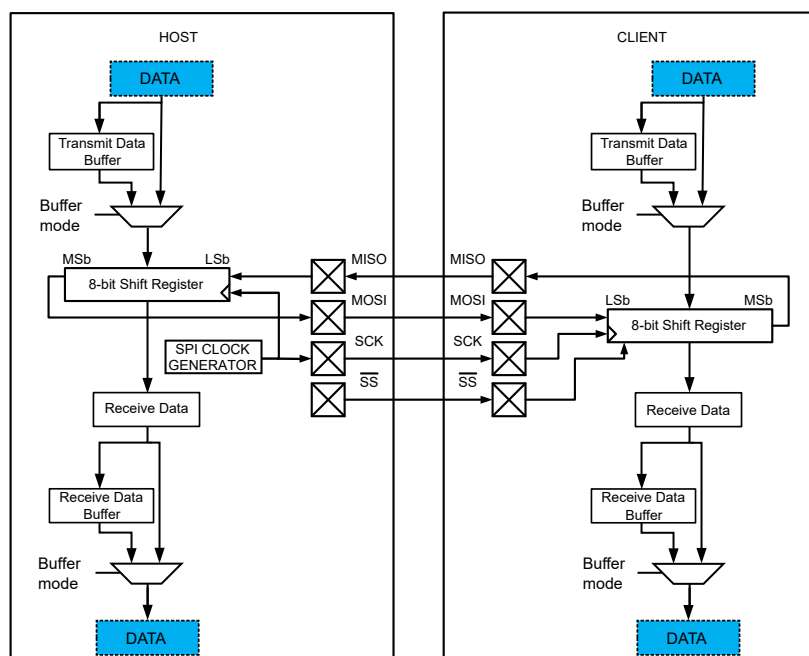 HOST
DATA
Transmit Data
Buffer
Buffer
mode
MSb
LSb
8-bit Shift Register
SPI CLOCK
GENERATOR
Receive Data
Receive Data
Buffer
Buffer
mode
DATA
MISO
MOSI
SCK
SS
CLIENT
DATA
Transmit Data
Buffer
Buffer
mode
MISO
MOSI
SCK
SS
LSb
MSb
8-bit Shift Register
Receive Data
Receive Data
Buffer
Buffer
mode
DATA